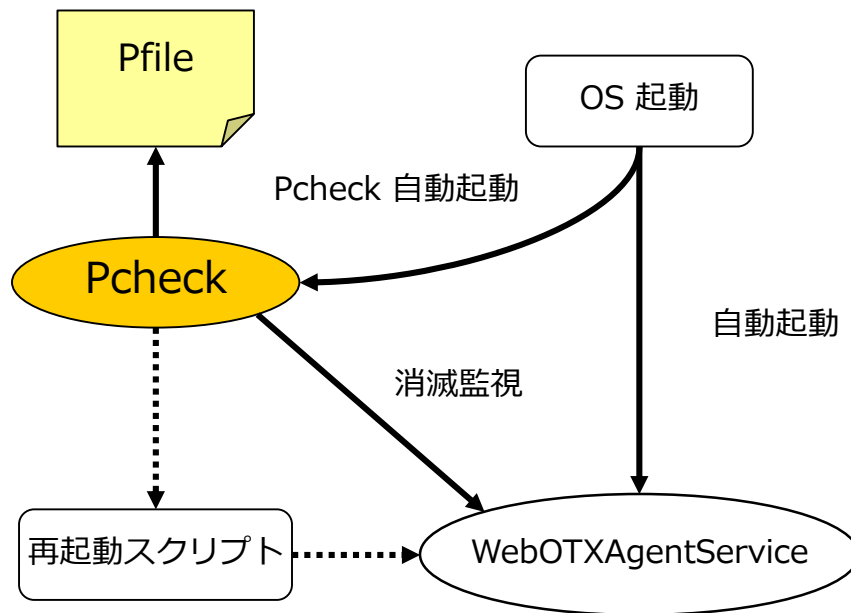 Pfile
OS 起動
Pcheck 自動起動
Pcheck
自動起動
消滅監視
再起動スクリプト
WebOTXAgentService